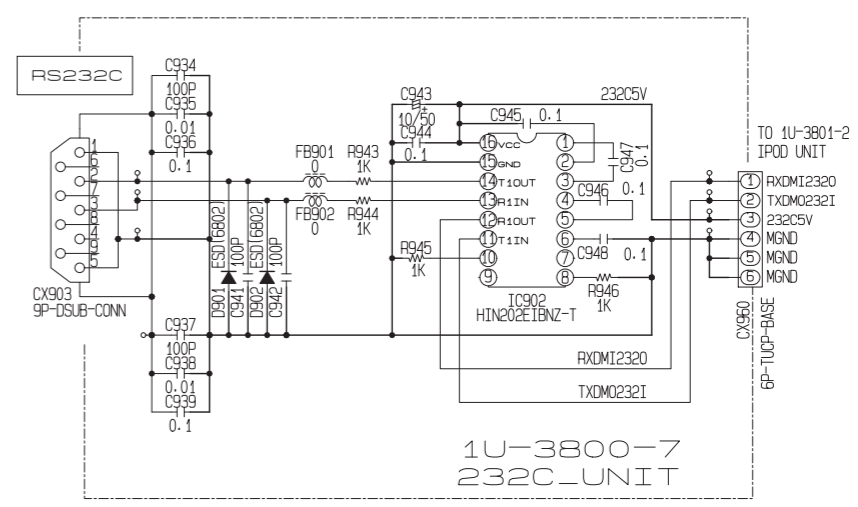 RS232C
C934
100P
C935
0.01
C936
0.1
1
6
2
7
3
8
4
9
5
CX903
9P-DSUB-CONN
C937
100P
C938
0.01
C939
0.1
ESD(6802)
D901
100P
C941
ESD(6802)
D902
100P
C942
FB901
0
FB902
0
R943
1K
R944
1K
C943
+
10/50
C944
0.1
R945
1K
C945 0.1
16 VCC
15 GND
14 T1OUT
13 R1IN
12 R1OUT
11 T1IN
10
9
1
2
3
4
5
6
7
8
C947
0.1
C946 0.1
C948 0.1
R946
1K
IC902
HIN202EIBNZ-T
232C5V
RXDMI2320
TXDMO232I
TO 1U-3801-2
IPOD UNIT
1 RXDMI2320
2 TXDMO232I
3 232C5V
4 MGND
5 MGND
6 MGND
CX960
6P-TUCP-BASE
1U-3800-7
232C_UNIT